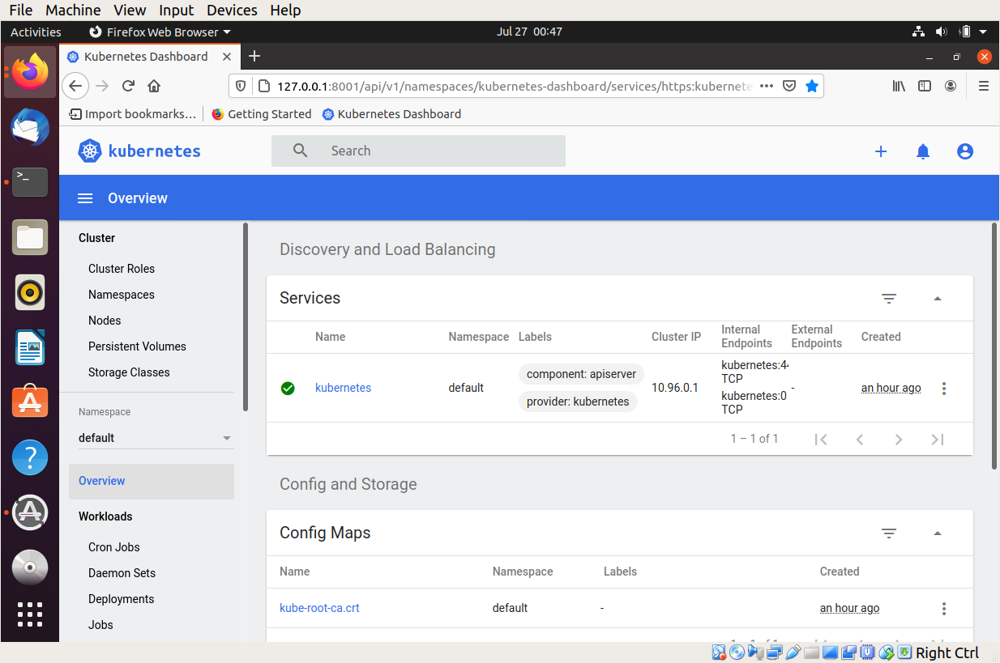 File Machine View Input Devices Help
Activities Firefox Web Browser Jul 27 00:47
Kubernetes Dashboard
127.0.0.1:8001/api/v1/namespaces/kubernetes-dashboard/services/https:kubernete
Import bookmarks… Getting Started Kubernetes Dashboard
kubernetes Search
Overview
Cluster
Cluster Roles
Namespaces
Nodes
Persistent Volumes
Storage Classes
Namespace
default
Overview
Workloads
Cron Jobs
Daemon Sets
Deployments
Jobs
Discovery and Load Balancing
Services
Name Namespace Labels Cluster IP Internal Endpoints External Endpoints Created
kubernetes default component: apiserver provider: kubernetes 10.96.0.1 kubernetes:44 TCP kubernetes:0 TCP - an hour ago
1 – 1 of 1
Config and Storage
Config Maps
Name Namespace Labels Created
kube-root-ca.crt default - an hour ago
Right Ctrl